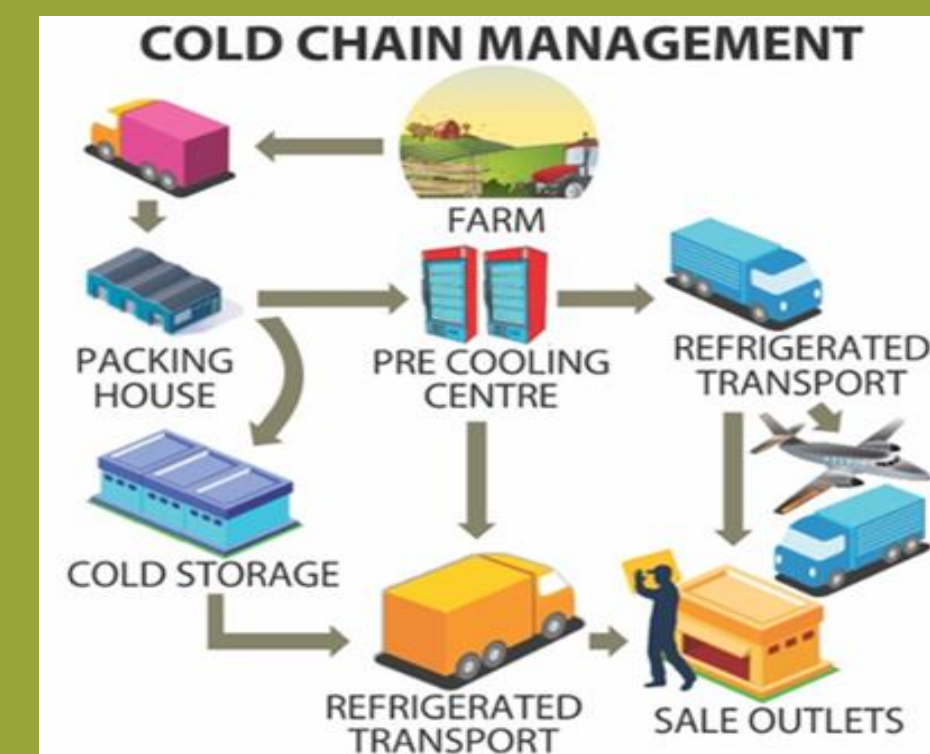 COLD CHAIN MANAGEMENT
FARM
PACKING
HOUSE
PRE COOLING
CENTRE
REFRIGERATED
TRANSPORT
COLD STORAGE
REFRIGERATED
TRANSPORT
SALE OUTLETS